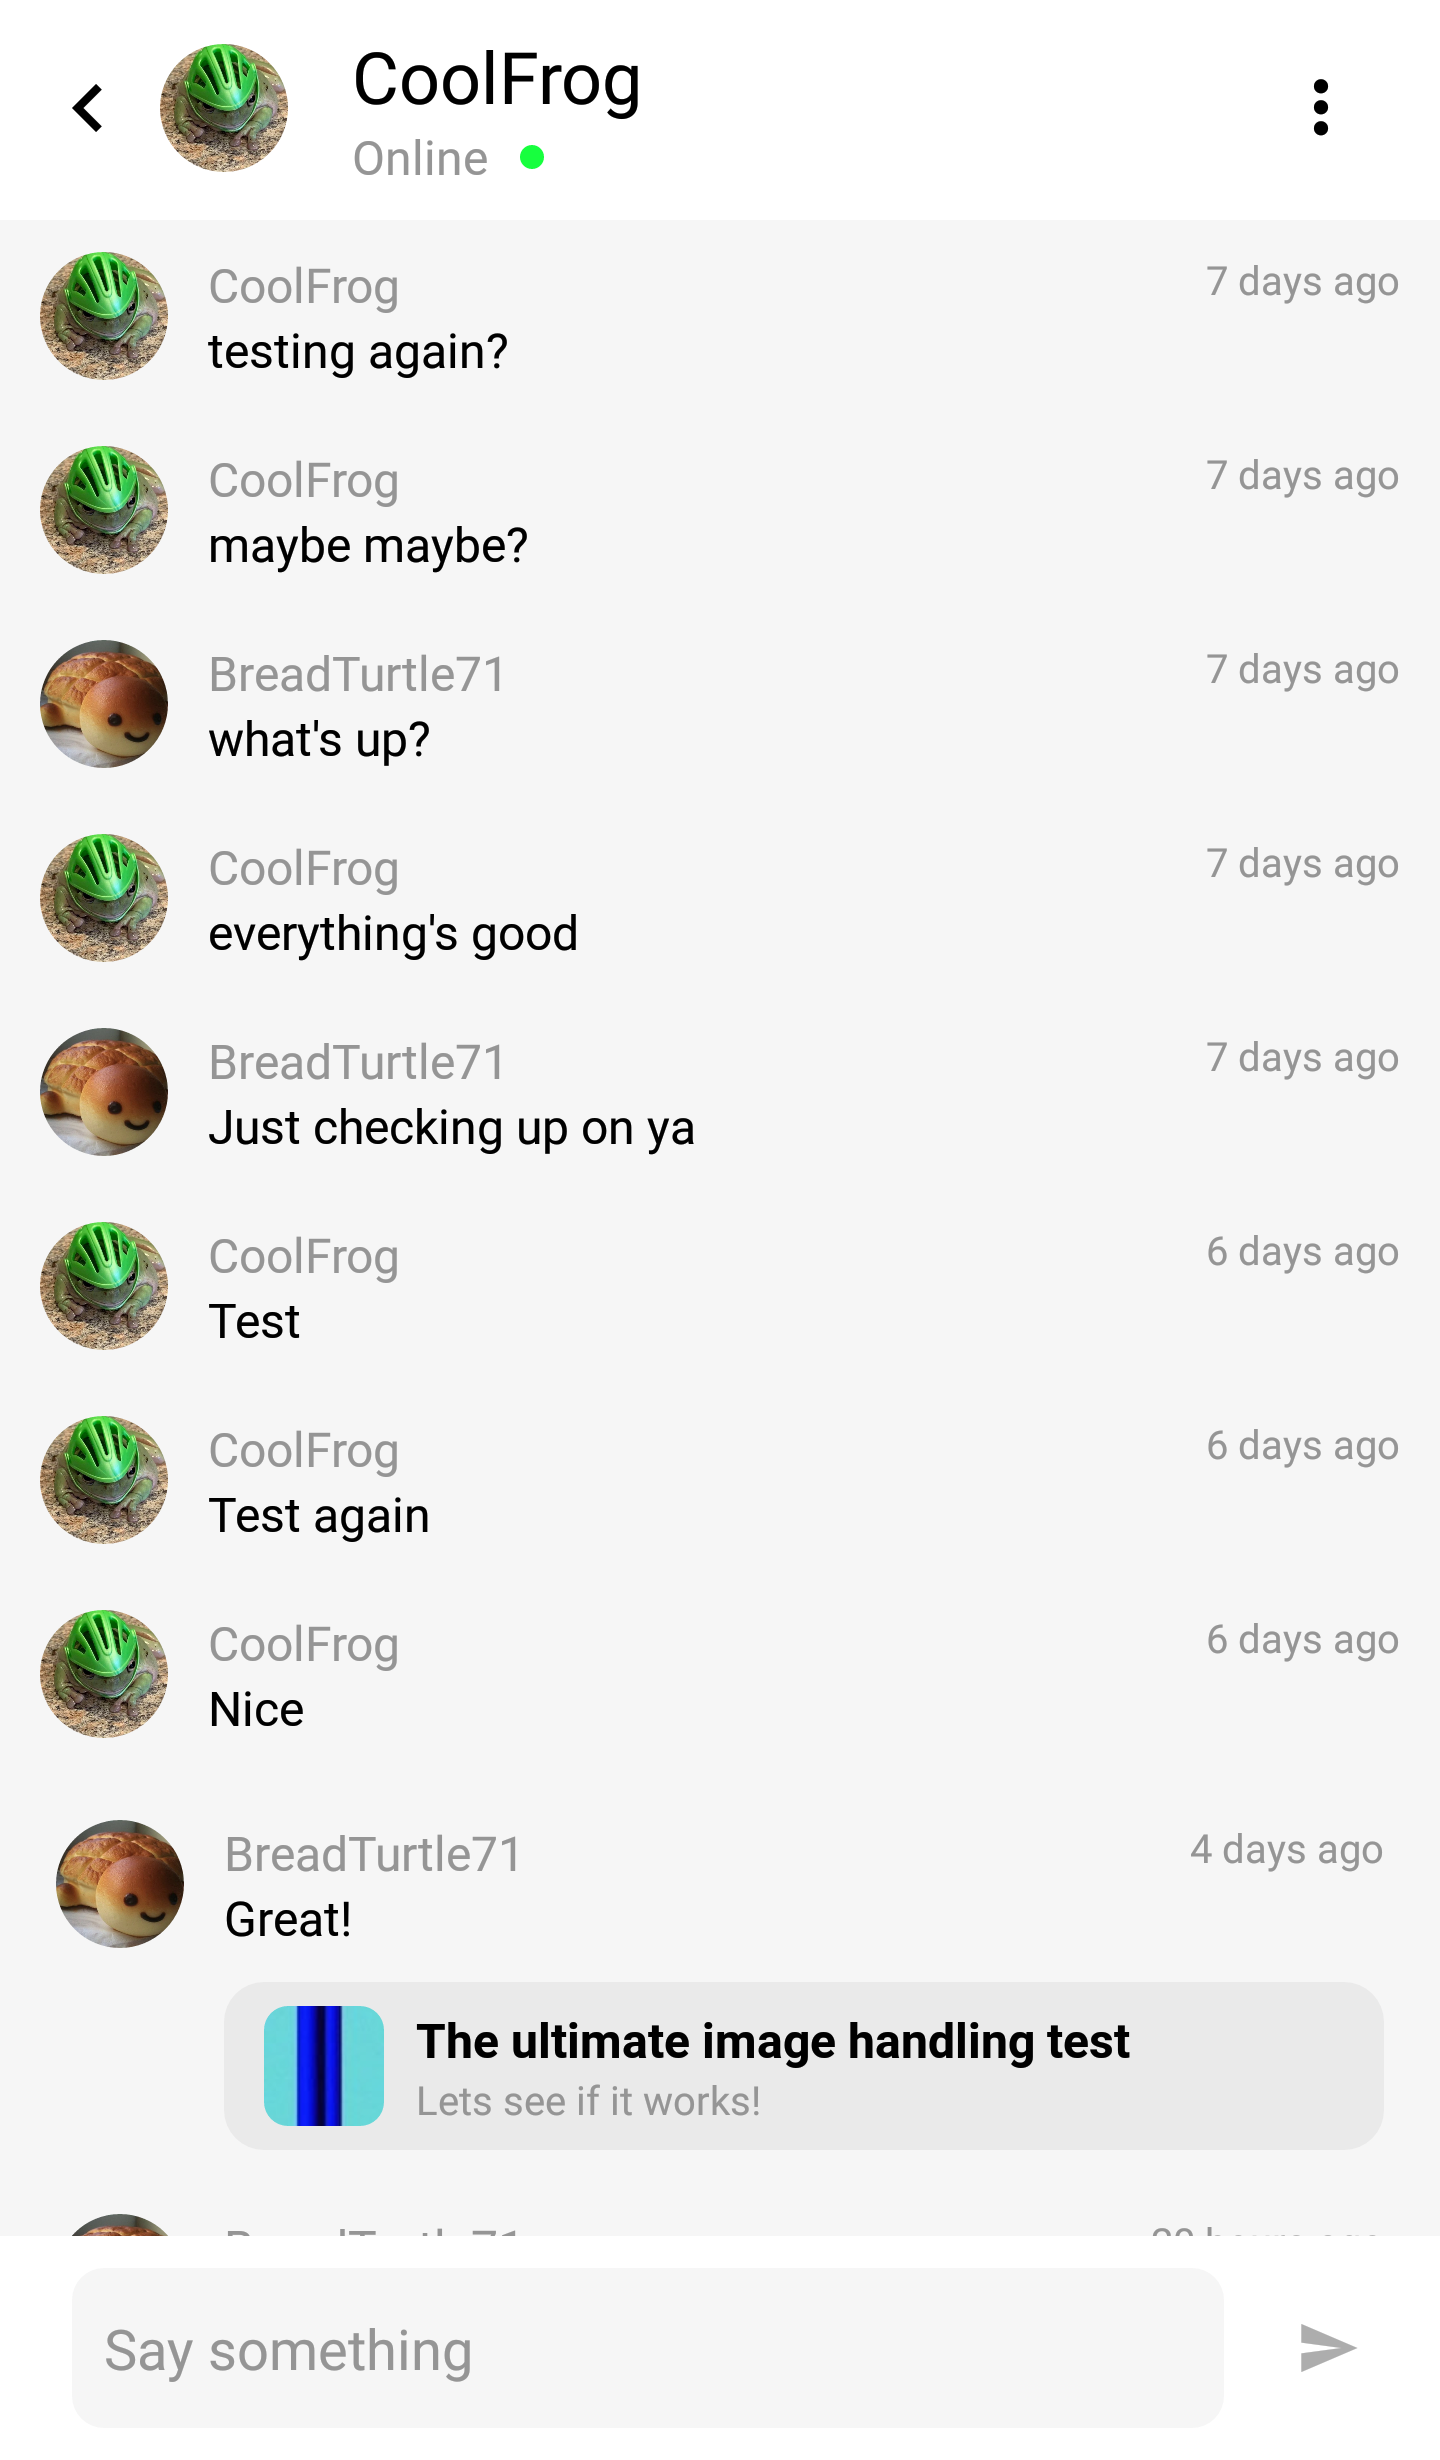 CoolFrog
Online
CoolFrog
7 days ago
testing again?
CoolFrog
7 days ago
maybe maybe?
BreadTurtle71
7 days ago
what's up?
CoolFrog
7 days ago
everything's good
BreadTurtle71
7 days ago
Just checking up on ya
CoolFrog
6 days ago
Test
CoolFrog
6 days ago
Test again
CoolFrog
6 days ago
Nice
BreadTurtle71
4 days ago
Great!
The ultimate image handling test
Lets see if it works!
BreadTurtle71
hours ago
Say something